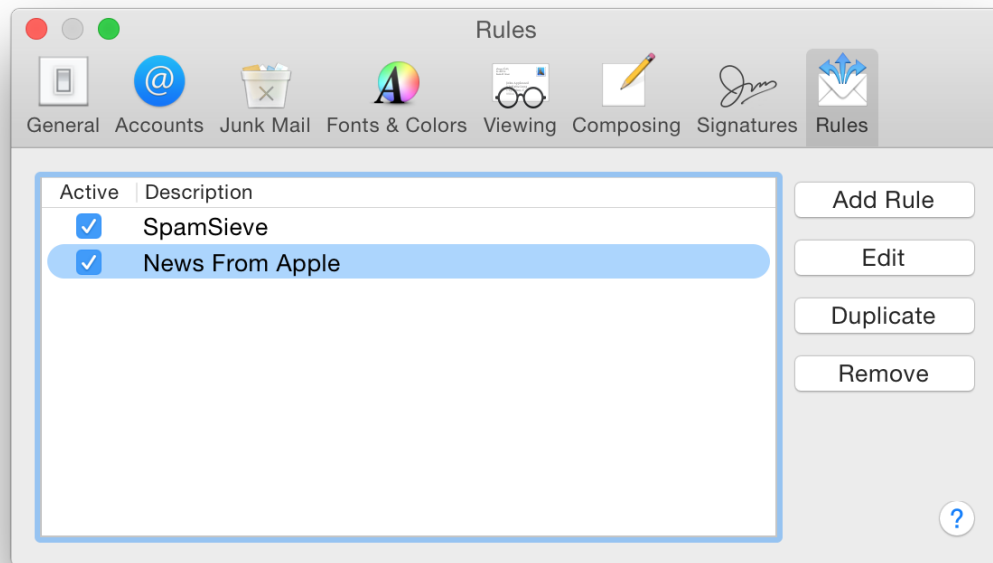 Rules
General Accounts Junk Mail Fonts & Colors Viewing Composing Signatures Rules
Active Description
SpamSieve
News From Apple
Add Rule
Edit
Duplicate
Remove
?